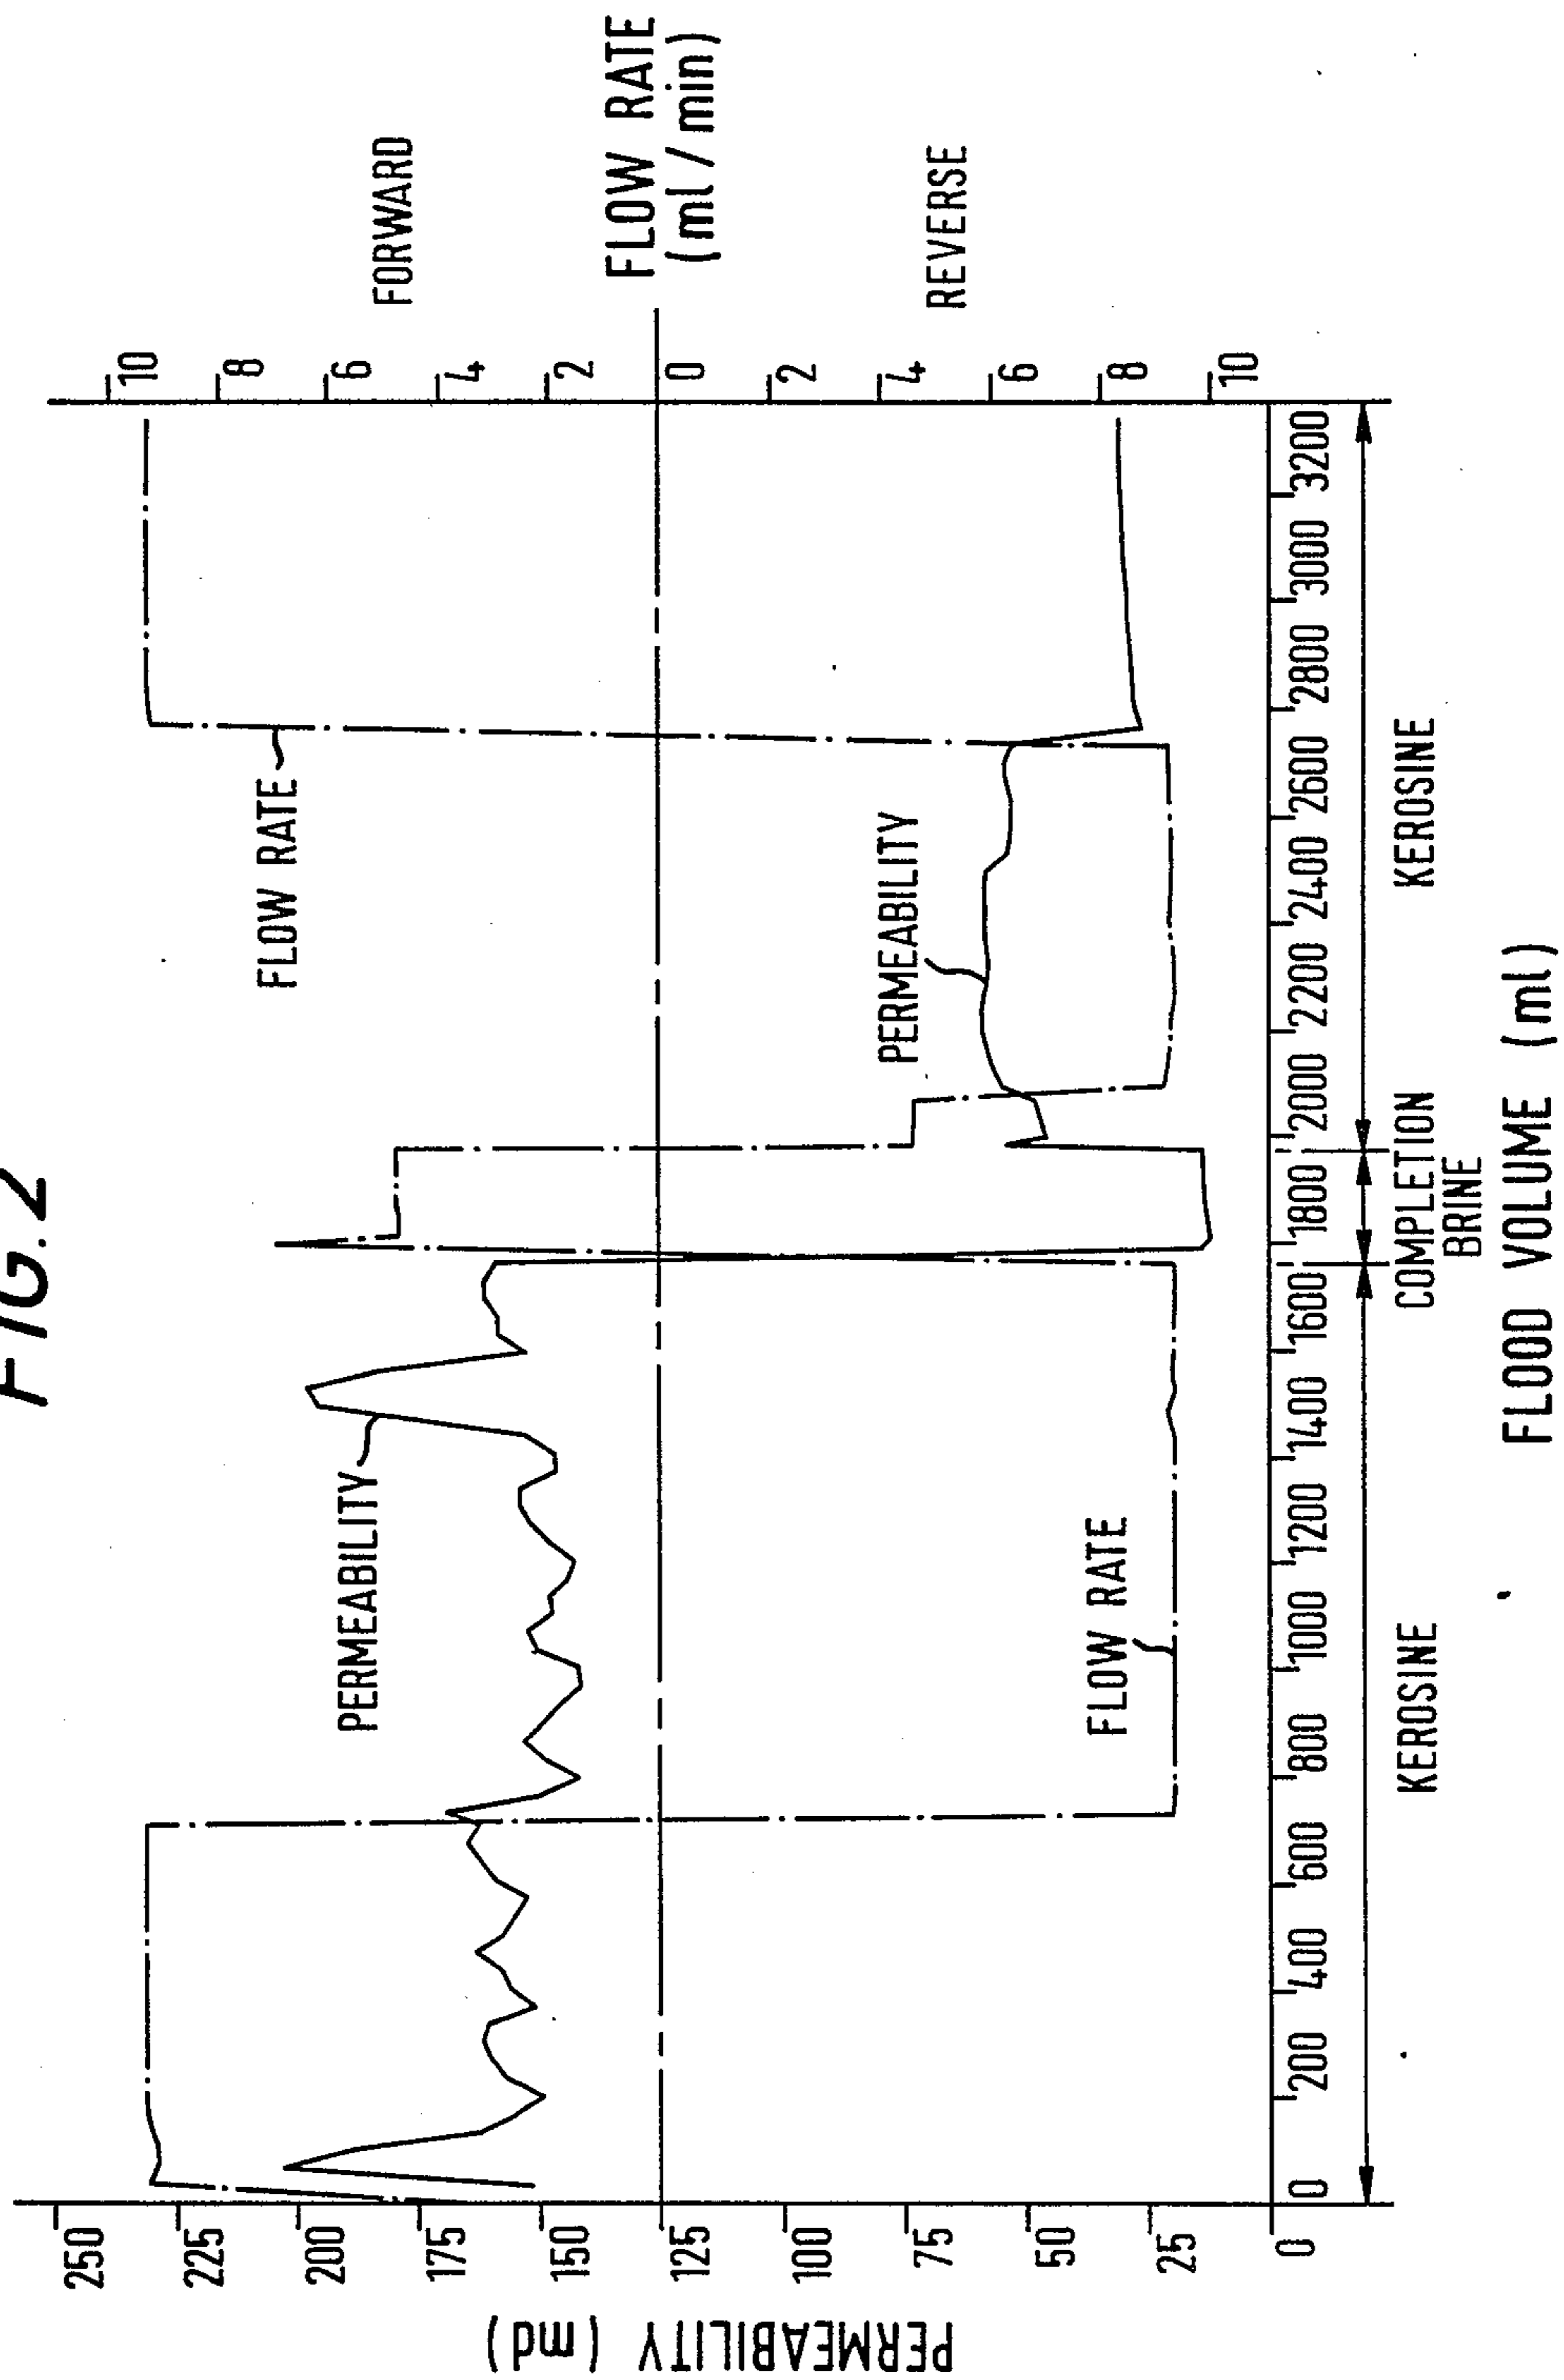 FIG. 2
PERMEABILITY (md)
250
225
200
175
150
125
100
75
50
25
0
FORWARD
FLOW RATE
(ml/min)
REVERSE
10
8
6
4
2
0
2
4
6
8
10
PERMEABILITY
FLOW RATE
FLOW RATE
PERMEABILITY
0
200
400
600
800
1000
1200
1400
1600
1800
2000
2200
2400
2600
2800
3000
3200
KEROSINE
COMPLETION
BRINE
KEROSINE
FLOOD VOLUME (ml)